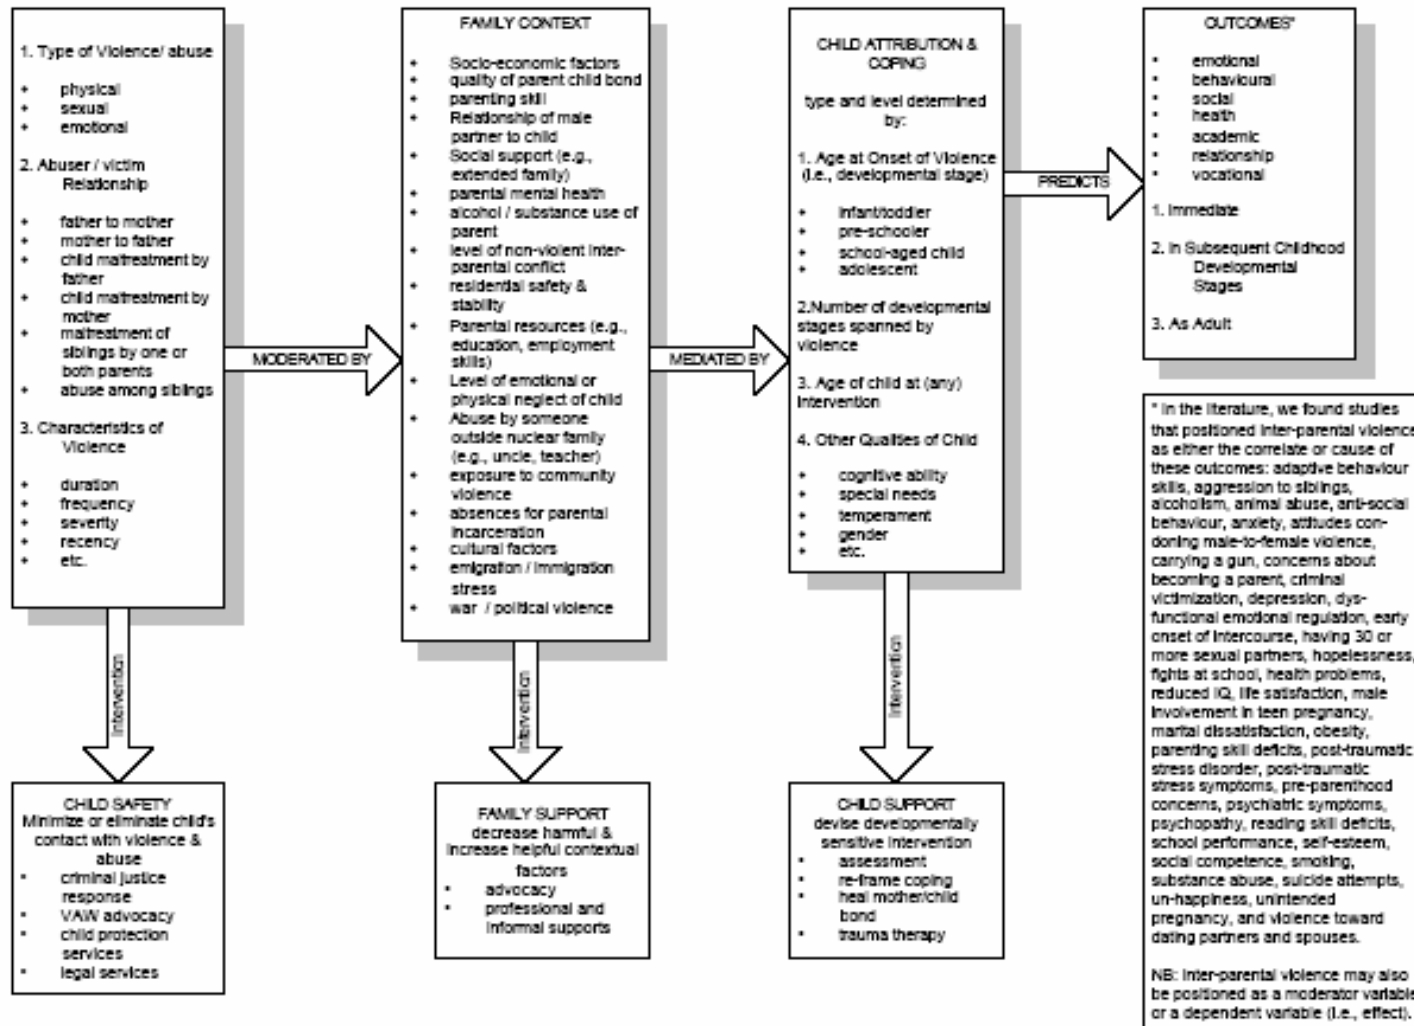 1. Type of Violence/ abuse
• physical
• sexual
• emotional
2. Abuser / victim
Relationship
• father to mother
• mother to father
• child maltreatment by
father
• child maltreatment by
mother
• maltreatment of
siblings by one or
both parents
• abuse among siblings
3. Characteristics of
Violence
• duration
• frequency
• severity
• recency
• etc.
MODERATED BY
FAMILY CONTEXT
• Socio-economic factors
• quality of parent child bond
• parenting skill
• Relationship of male
partner to child
• Social support (e.g.,
extended family)
• parental mental health
• alcohol / substance use of
parent
• level of non-violent inter-
parental conflict
• residential safety &
stability
• Parental resources (e.g.,
education, employment
skills)
• Level of emotional or
physical neglect of child
• Abuse by someone
outside nuclear family
(e.g., uncle, teacher)
• exposure to community
violence
• absences for parental
incarceration
• cultural factors
• emigration / immigration
stress
• war / political violence
MEDIATED BY
CHILD ATTRIBUTION &
COPING
type and level determined
by:
1. Age at Onset of Violence
(i.e., developmental stage)
• infant/toddler
• pre-schooler
• school-aged child
• adolescent
2.Number of developmental
stages spanned by
violence
3. Age of child at (any)
Intervention
4. Other Qualities of Child
• cognitive ability
• special needs
• temperament
• gender
• etc.
PREDICTS
OUTCOMES*
• emotional
• behavioural
• social
• health
• academic
• relationship
• vocational
1. Immediate
2. In Subsequent Childhood
Developmental
Stages
3. As Adult
Intervention
Intervention
Intervention
CHILD SAFETY
Minimize or eliminate child's
contact with violence &
abuse
• criminal justice
response
• VAW advocacy
• child protection
services
• legal services
FAMILY SUPPORT
decrease harmful &
increase helpful contextual
factors
• advocacy
• professional and
informal supports
CHILD SUPPORT
devise developmentally
sensitive intervention
• assessment
• re-frame coping
• heal mother/child
bond
• trauma therapy
* In the literature, we found studies
that positioned inter-parental violence
as either the correlate or cause of
these outcomes: adaptive behaviour
skills, aggression to siblings,
alcoholism, animal abuse, anti-social
behaviour, anxiety, attitudes con-
doning male-to-female violence,
carrying a gun, concerns about
becoming a parent, criminal
victimization, depression, dys-
functional emotional regulation, early
onset of intercourse, having 30 or
more sexual partners, hopelessness,
fights at school, health problems,
reduced IQ, life satisfaction, male
involvement in teen pregnancy,
marital dissatisfaction, obesity,
parenting skill deficits, post-traumatic
stress disorder, post-traumatic
stress symptoms, pre-parenthood
concerns, psychiatric symptoms,
psychopathy, reading skill deficits,
school performance, self-esteem,
social competence, smoking,
substance abuse, suicide attempts,
un-happiness, unintended
pregnancy, and violence toward
dating partners and spouses.
NB: Inter-parental violence may also
be positioned as a moderator variable
or a dependent variable (i.e., effect).